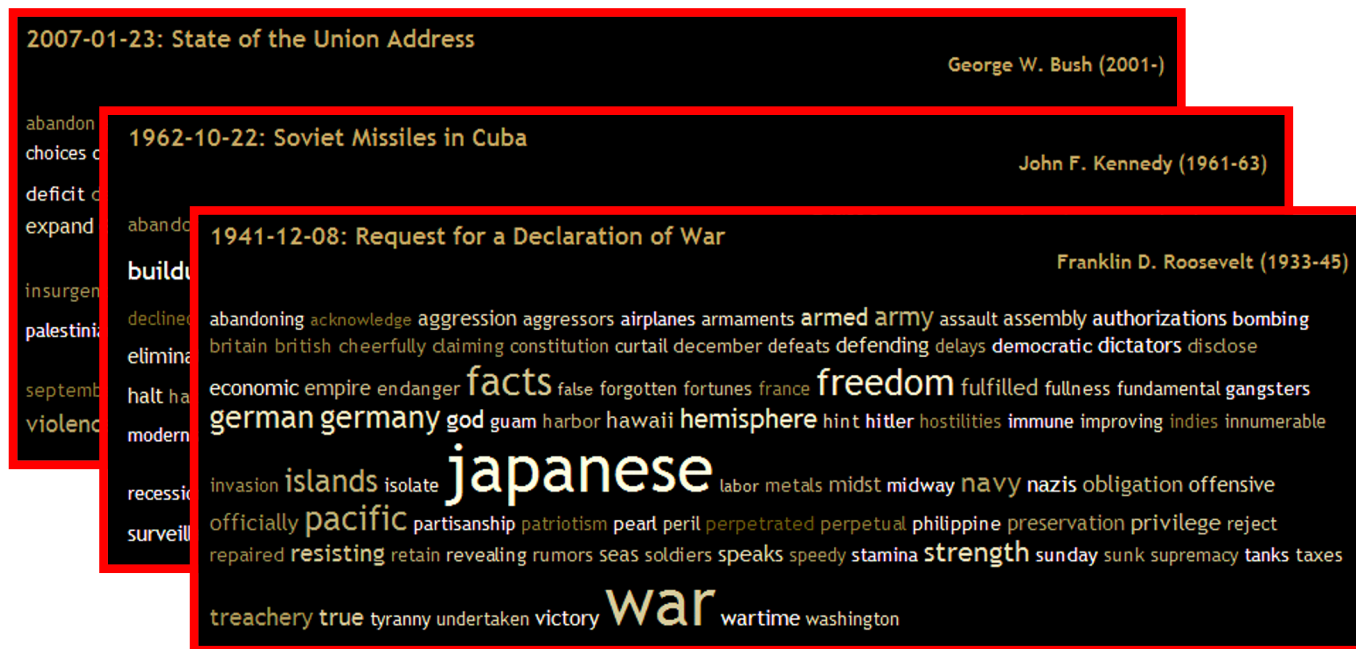 2007-01-23: State of the Union Address
George W. Bush (2001-)
abandon
choices
deficit
expand
palestinia
violenc
1962-10-22: Soviet Missiles in Cuba
John F. Kennedy (1961-63)
abando
buildu
declined
elimina
halt ha
modern
recessio
surveill
1941-12-08: Request for a Declaration of War
Franklin D. Roosevelt (1933-45)
abandoning acknowledge aggression aggressors airplanes armaments armed army assault assembly authorizations bombing
britain british cheerfully claiming constitution curtail december defeats defending delays democratic dictators disclose
economic empire endanger facts false forgotten fortunes france freedom fulfilled fullness fundamental gangsters
german germany god guam harbor hawaii hemisphere hint hitler hostilities immune improving indies innumerable
invasion islands isolate japanese labor metals midst midway navy nazis obligation offensive
officially pacific partisanship patriotism pearl peril perpetrated perpetual philippine preservation privilege reject
repaired resisting retain revealing rumors seas soldiers speaks speedy stamina strength sunday sunk supremacy tanks taxes
treachery true tyranny undertaken victory war wartime washington